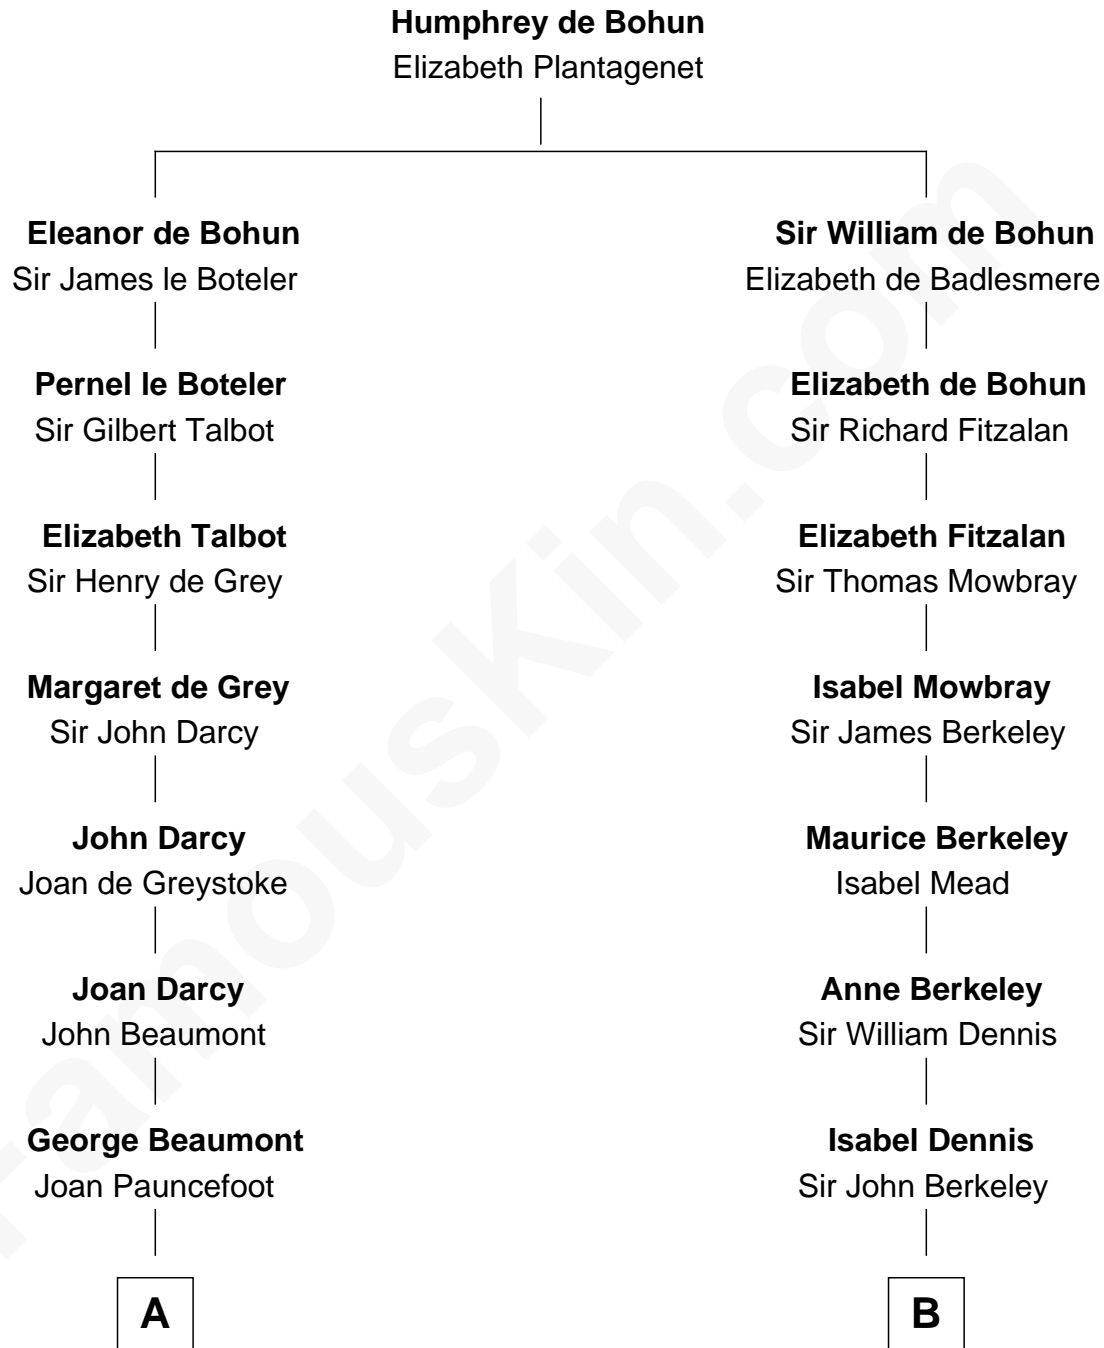 Humphrey de Bohun
Elizabeth Plantagenet
Eleanor de Bohun
Sir James le Boteler
Sir William de Bohun
Elizabeth de Badlesmere
Pernel le Boteler
Sir Gilbert Talbot
Elizabeth de Bohun
Sir Richard Fitzalan
Elizabeth Talbot
Sir Henry de Grey
Elizabeth Fitzalan
Sir Thomas Mowbray
Margaret de Grey
Sir John Darcy
Isabel Mowbray
Sir James Berkeley
John Darcy
Joan de Greystoke
Maurice Berkeley
Isabel Mead
Joan Darcy
John Beaumont
Anne Berkeley
Sir William Dennis
George Beaumont
Joan Pauncefoot
Isabel Dennis
Sir John Berkeley
A
B
FamousKin.com